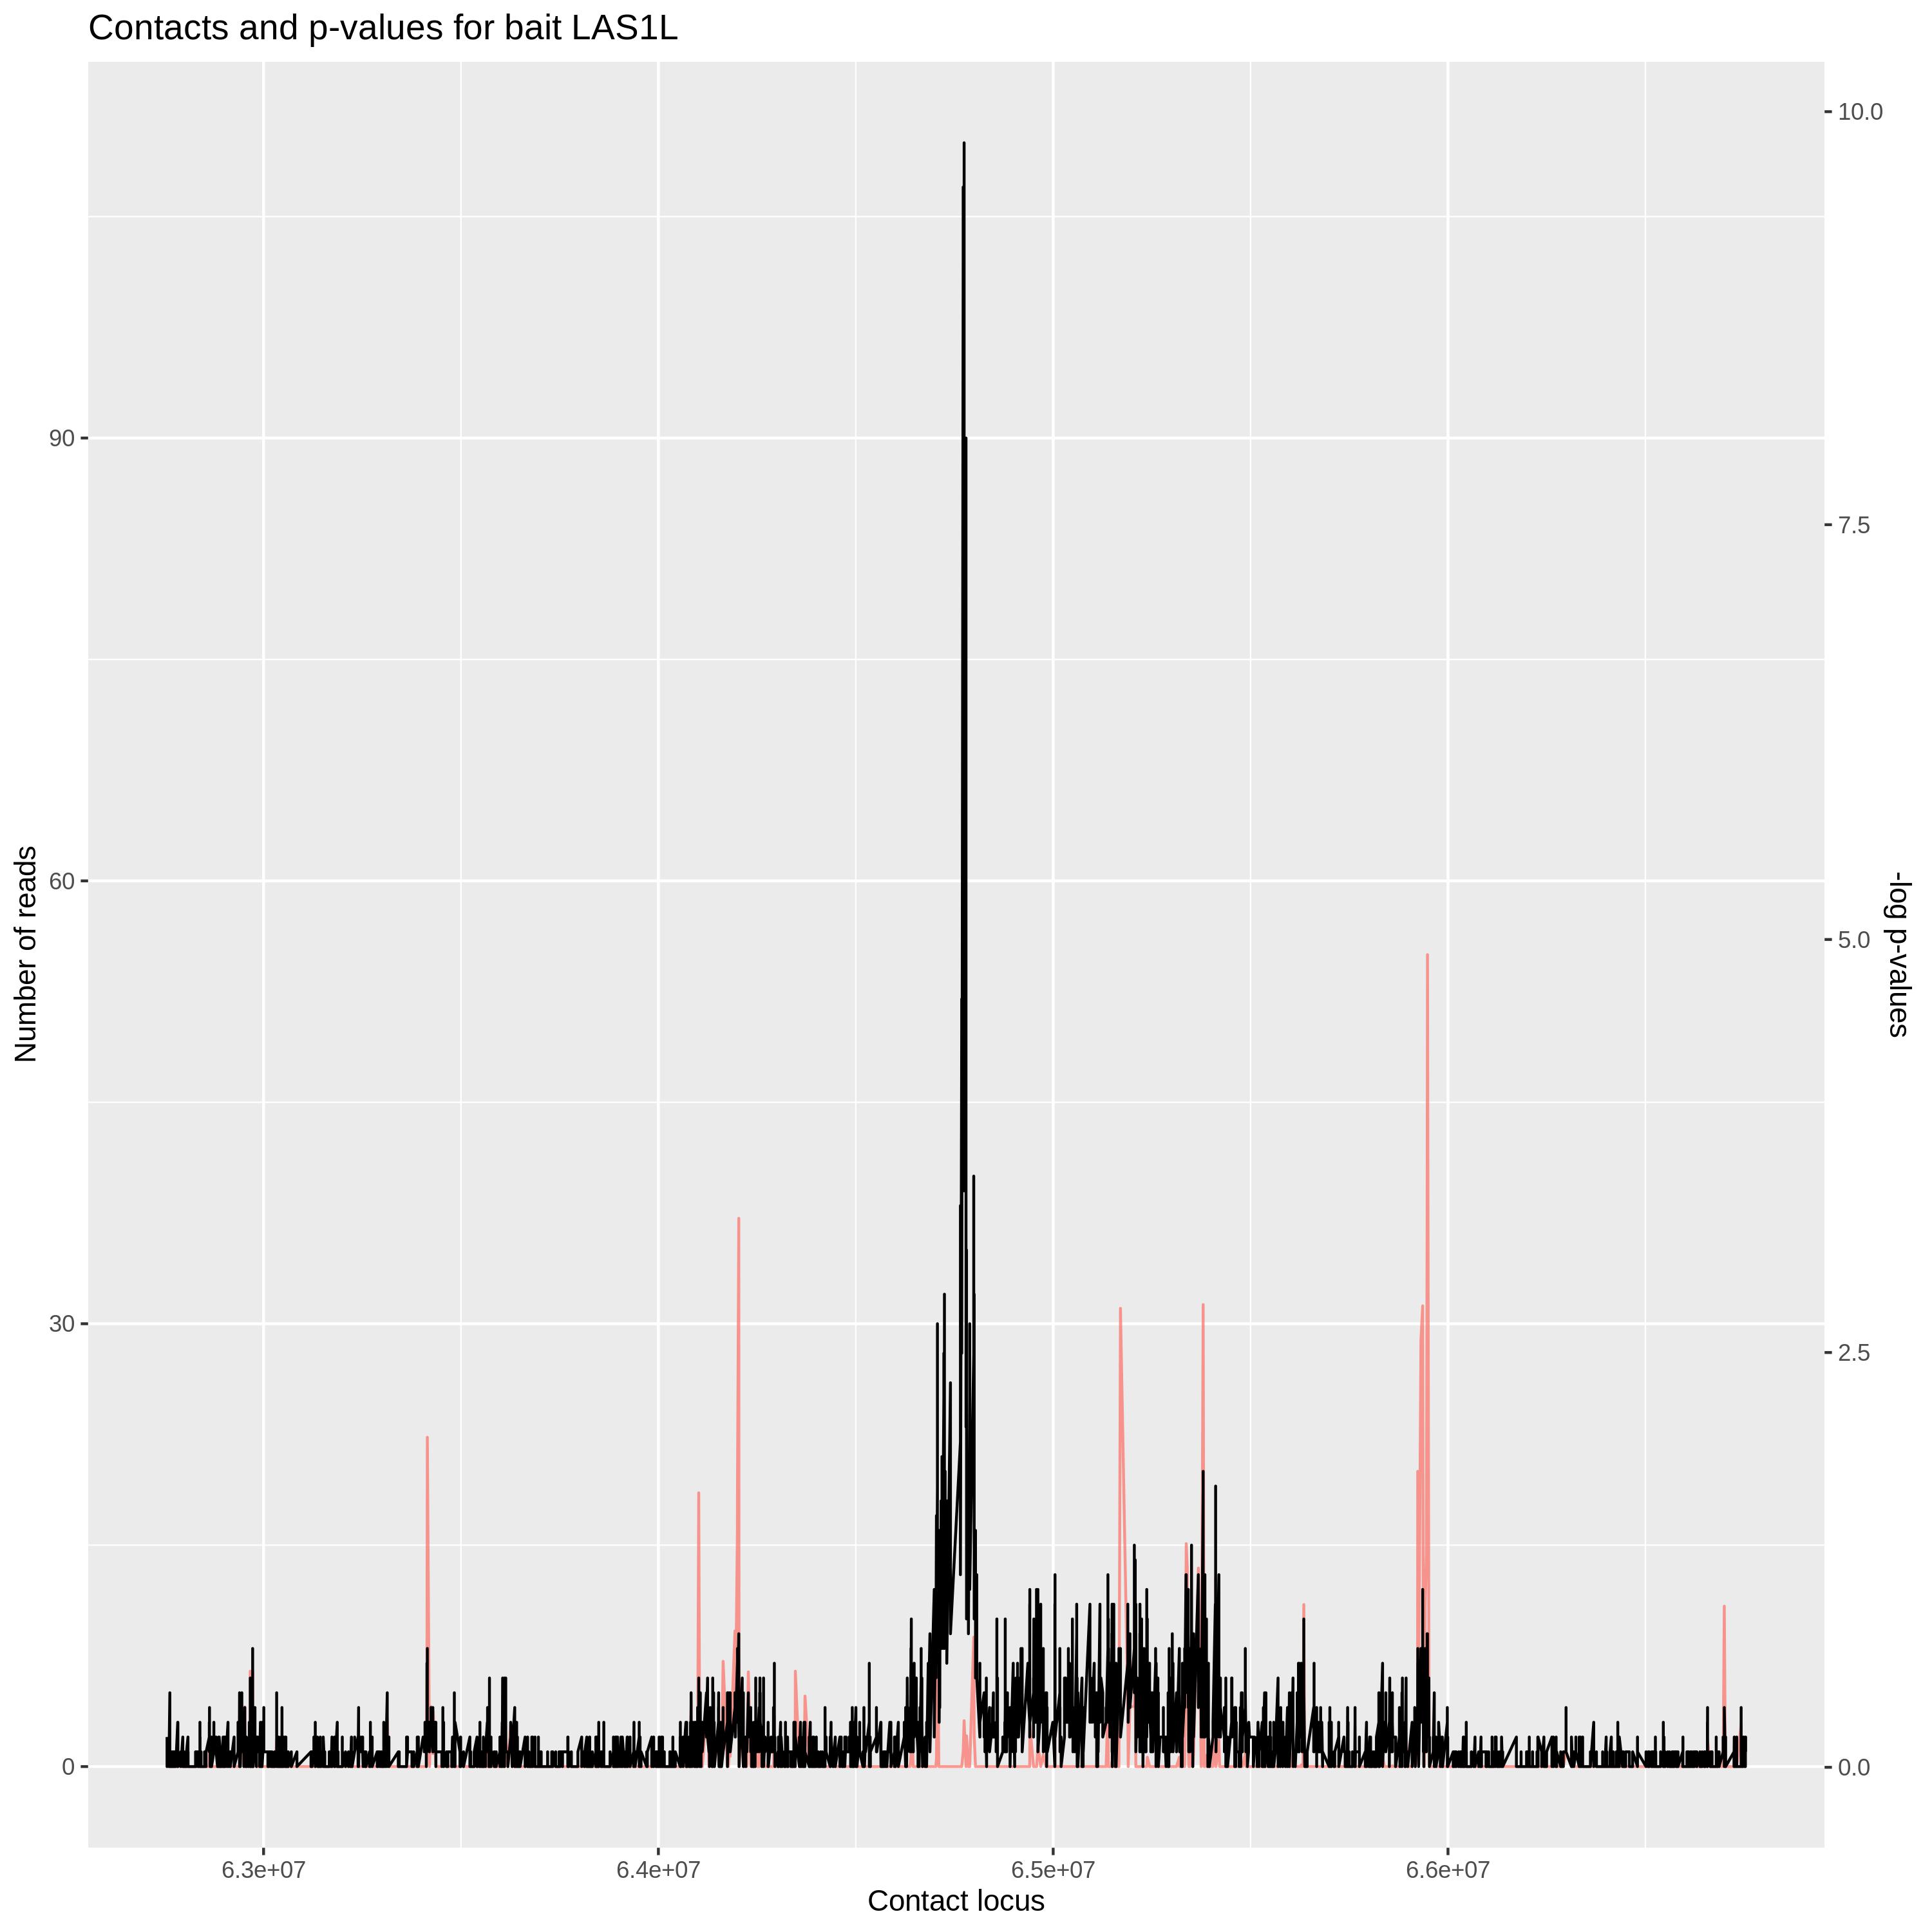 Contacts and p-values for bait LAS1L
Number of reads
90
60
30
0
10.0
7.5
5.0
2.5
0.0
-log p-values
6.3e+07
6.4e+07
6.5e+07
6.6e+07
Contact locus